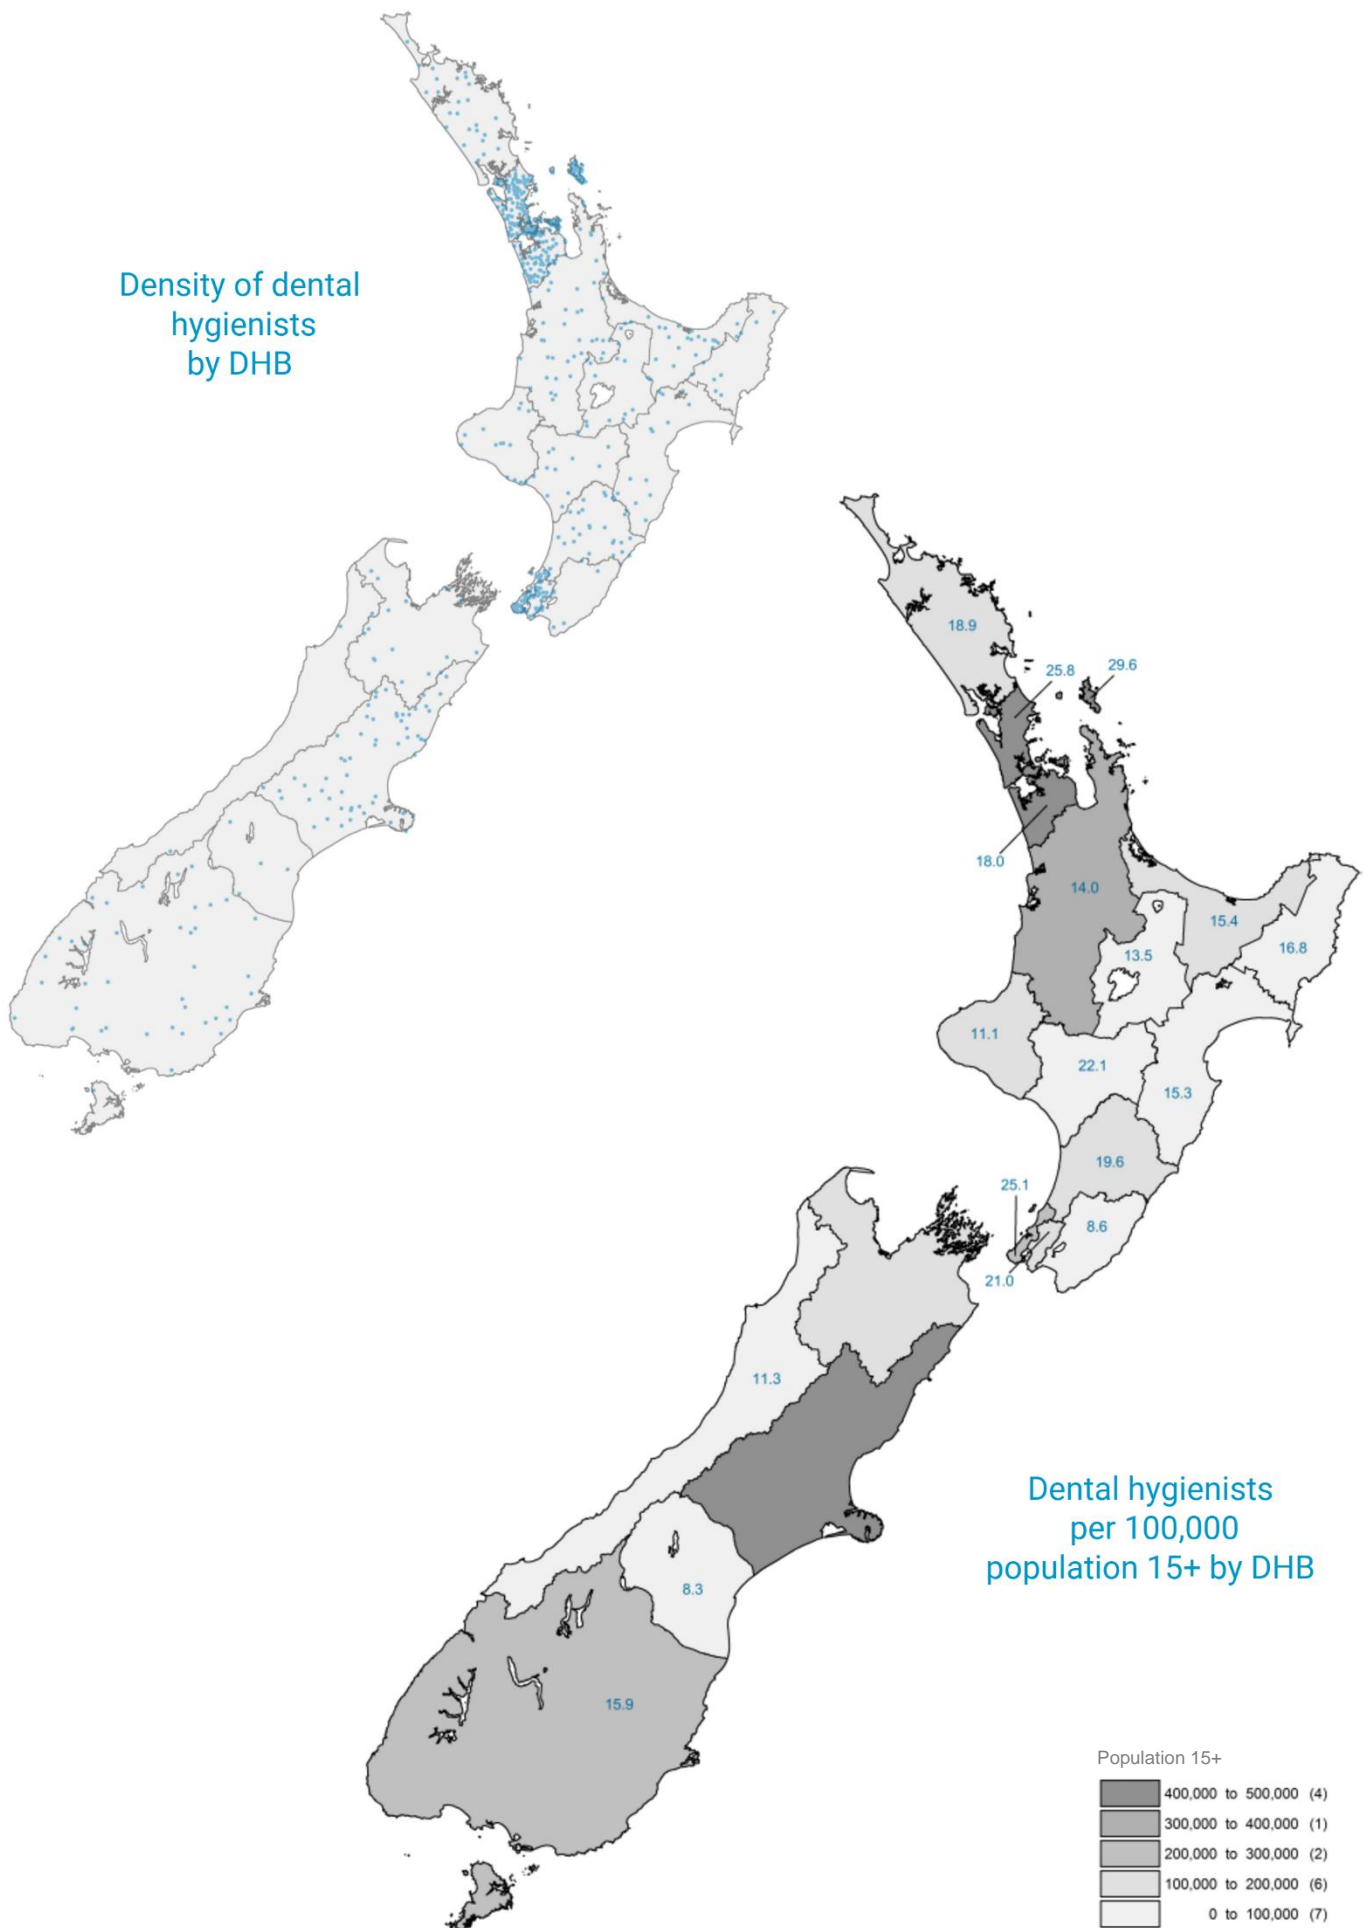 Density of dental
hygienists
by DHB
18.9
25.8
29.6
18.0
14.0
15.4
16.8
13.5
11.1
22.1
15.3
19.6
25.1
8.6
21.0
11.3
Dental hygienists
per 100,000
population 15+ by DHB
8.3
15.9
Population 15+
400,000 to 500,000 (4)
300,000 to 400,000 (1)
200,000 to 300,000 (2)
100,000 to 200,000 (6)
0 to 100,000 (7)